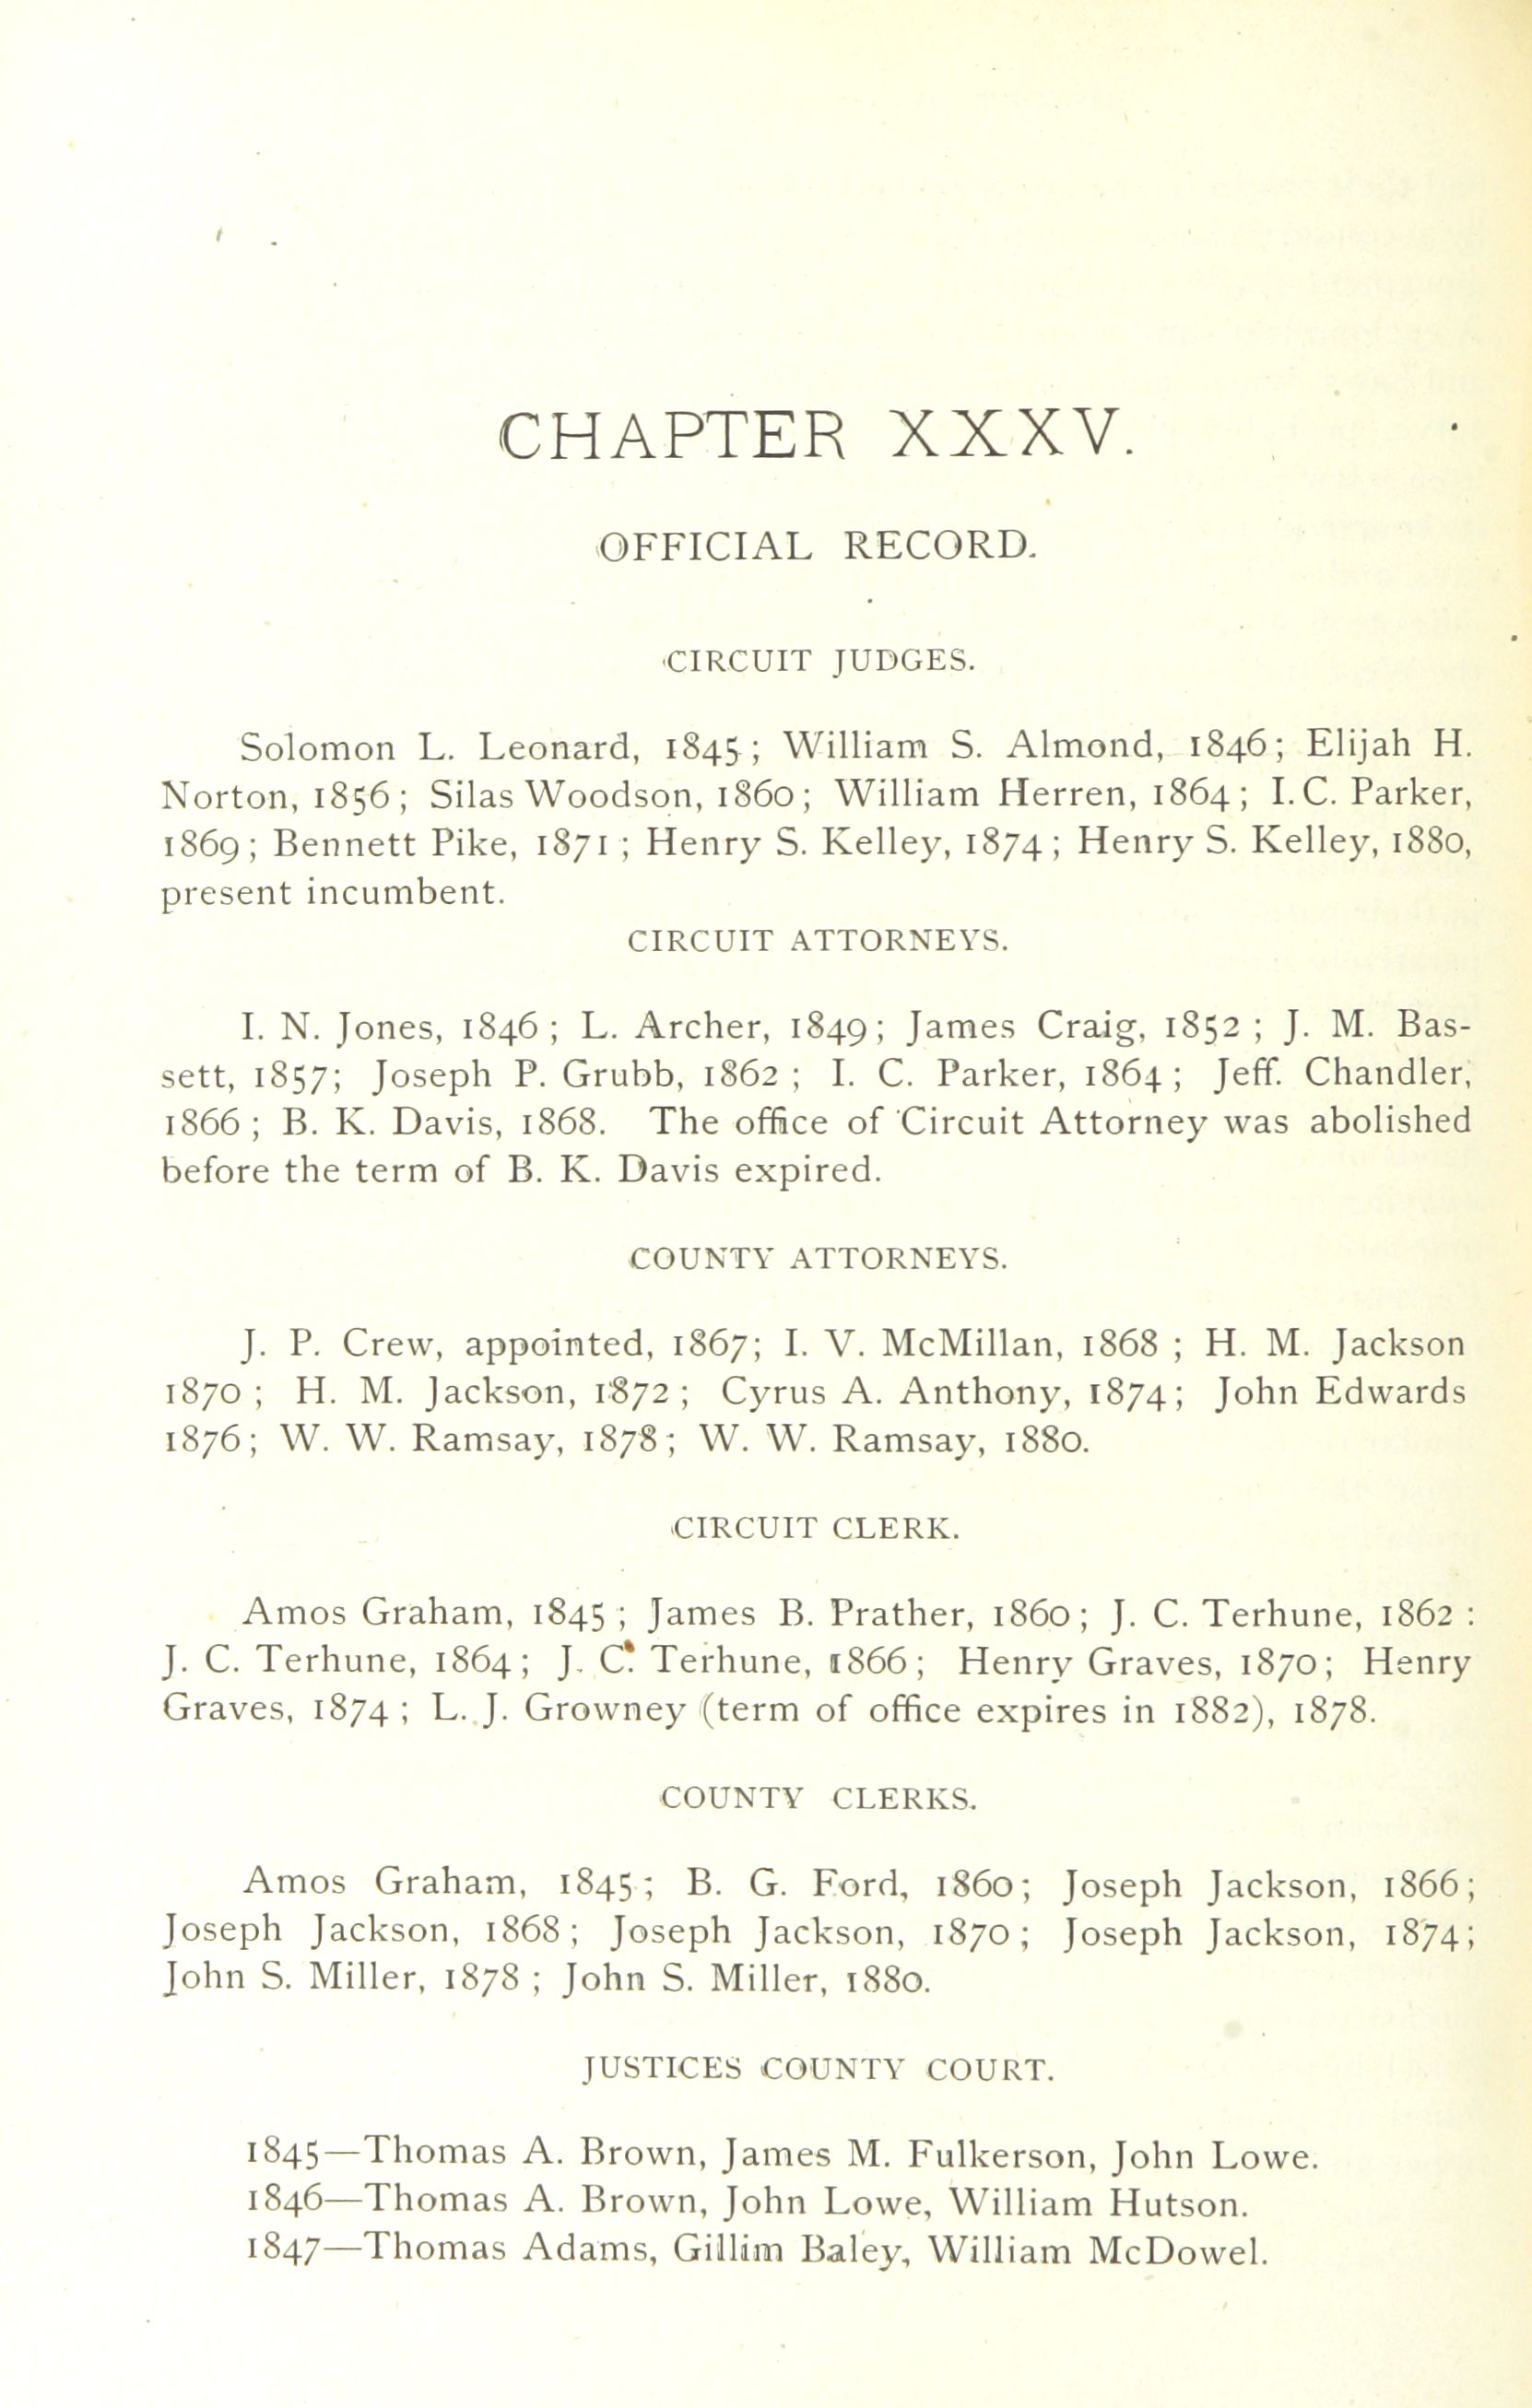 CHAPTER XXXV.
OFFICIAL RECORD.
CIRCUIT JUDGES.
Solomon L. Leonard, 1845; William S. Almond, 1846; Elijah H.
Norton, 1856; Silas Woodson, 1860; William Herren, 1864; I. C. Parker,
1869; Bennett Pike, 1871; Henry S. Kelley, 1874; Henry S. Kelley, 1880,
present incumbent.
CIRCUIT ATTORNEYS.
I. N. Jones, 1846; L. Archer, 1849; James Craig, 1852; J. M. Bas-
sett, 1857; Joseph P. Grubb, 1862; I. C. Parker, 1864; Jeff. Chandler,
1866; B. K. Davis, 1868. The office of Circuit Attorney was abolished
before the term of B. K. Davis expired.
COUNTY ATTORNEYS.
J. P. Crew, appointed, 1867; I. V. McMillan, 1868; H. M. Jackson
1870; H. M. Jackson, 1872; Cyrus A. Anthony, 1874; John Edwards
1876; W. W. Ramsay, 1878; W. W. Ramsay, 1880.
CIRCUIT CLERK.
Amos Graham, 1845; James B. Prather, 1860; J. C. Terhune, 1862:
J. C. Terhune, 1864; J. C. Terhune, 1866; Henry Graves, 1870; Henry
Graves, 1874; L. J. Growney (term of office expires in 1882), 1878.
COUNTY CLERKS.
Amos Graham, 1845; B. G. Ford, 1860; Joseph Jackson, 1866;
Joseph Jackson, 1868; Joseph Jackson, 1870; Joseph Jackson, 1874;
John S. Miller, 1878; John S. Miller, 1880.
JUSTICES COUNTY COURT.
1845—Thomas A. Brown, James M. Fulkerson, John Lowe.
1846—Thomas A. Brown, John Lowe, William Hutson.
1847—Thomas Adams, Gillim Baley, William McDowel.